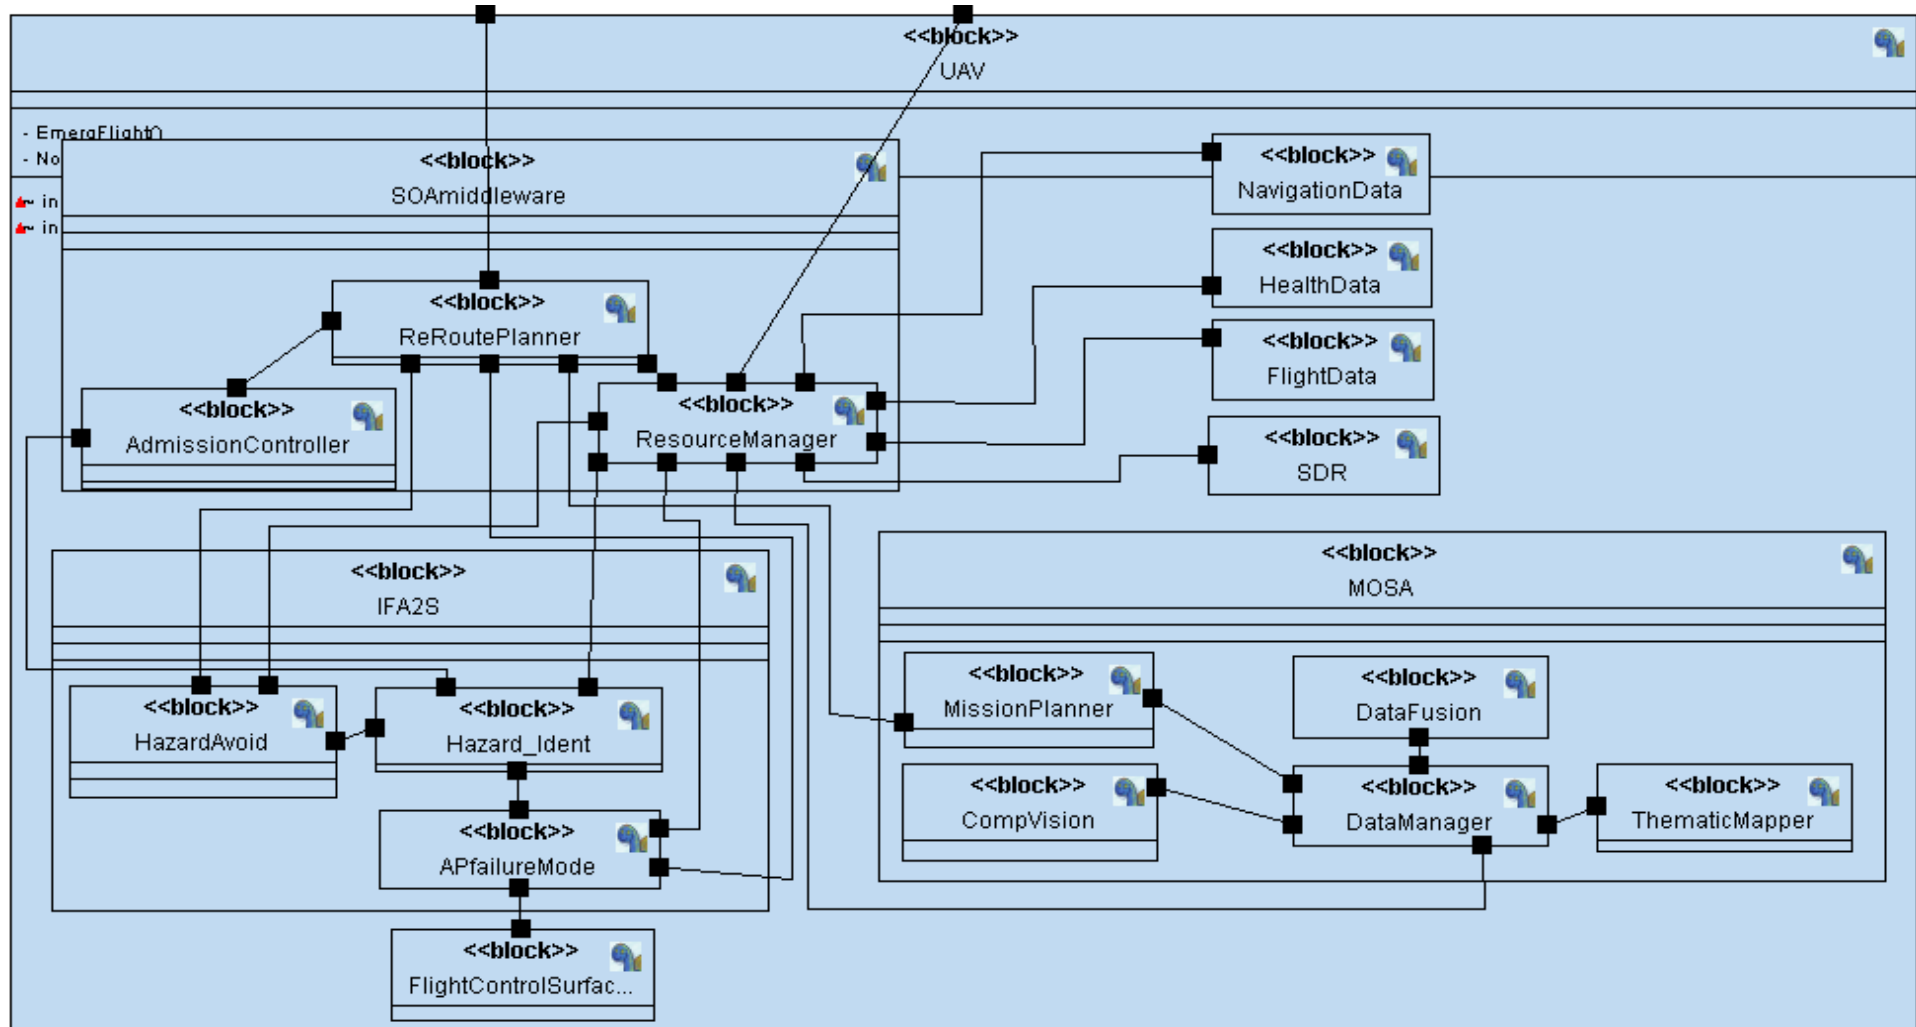 <<block>>
UAV
- EmergFlight()
- No
~ in
~ in
<<block>>
SOAmiddleware
<<block>>
NavigationData
<<block>>
HealthData
<<block>>
ReRoutePlanner
<<block>>
FlightData
<<block>>
AdmissionController
<<block>>
ResourceManager
<<block>>
SDR
<<block>>
IFA2S
<<block>>
MOSA
<<block>>
HazardAvoid
<<block>>
Hazard_Ident
<<block>>
MissionPlanner
<<block>>
DataFusion
<<block>>
APfailureMode
<<block>>
CompVision
<<block>>
DataManager
<<block>>
ThematicMapper
<<block>>
FlightControlSurfac...